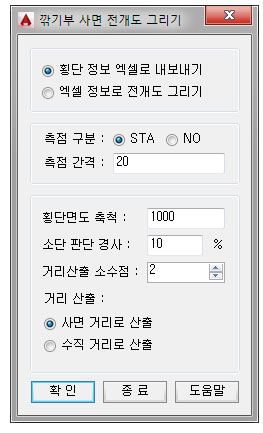 깎기부 사면 전개도 그리기
횡단 정보 엑셀로 내보내기
엑셀 정보로 전개도 그리기
측점 구분 : STA NO
측점 간격 : 20
횡단면도 축척 : 1000
소단 판단 경사 : 10 %
거리산출 소수점 : 2
거리 산출 :
사면 거리로 산출
수직 거리로 산출
확 인 종 료 도움말